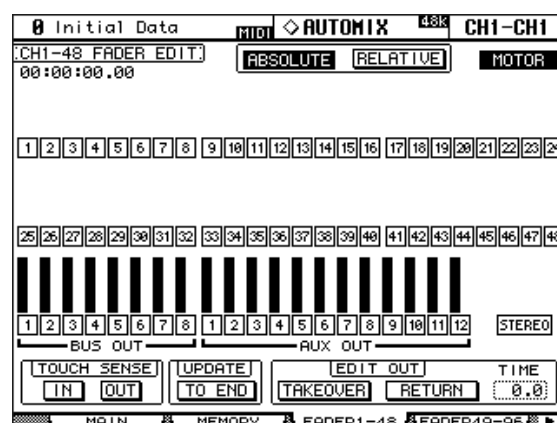 0 Initial Data MIDI ◇AUTOMIX 48k CH1-CH1
CH1-48 FADER EDIT ABSOLUTE RELATIVE MOTOR
00:00:00.00
1 2 3 4 5 6 7 8 9 10 11 12 13 14 15 16 17 18 19 20 21 22 23 24
25 26 27 28 29 30 31 32 33 34 35 36 37 38 39 40 41 42 43 44 45 46 47 48
1 2 3 4 5 6 7 8 1 2 3 4 5 6 7 8 9 10 11 12 STEREO
BUS OUT AUX OUT
TOUCH SENSE UPDATE EDIT OUT TIME
IN OUT TO END TAKEOVER RETURN 0.0
MAIN MEMORY FADER1-48 FADER49-96